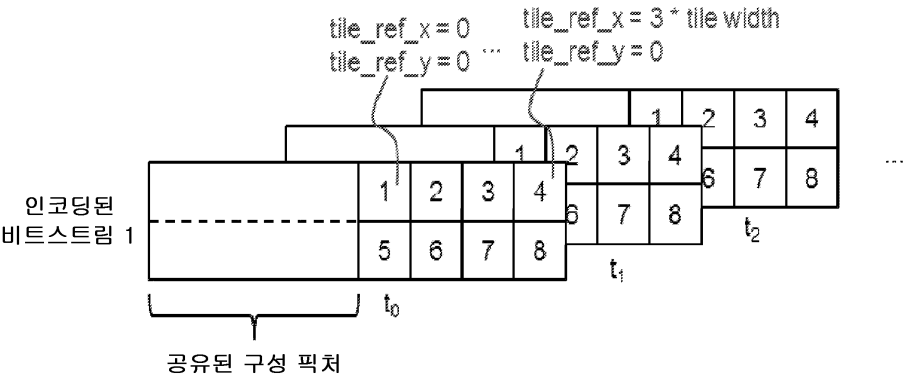 tile_ref_x = 0
tile_ref_y = 0
...
tile_ref_x = 3 * tile width
tile_ref_y = 0
1 2 3 4
6 7 8
t2
...
1 2 3 4
6 7 8
t1
인코딩된
비트스트림 1
1 2 3 4
5 6 7 8
t0
공유된 구성 픽처